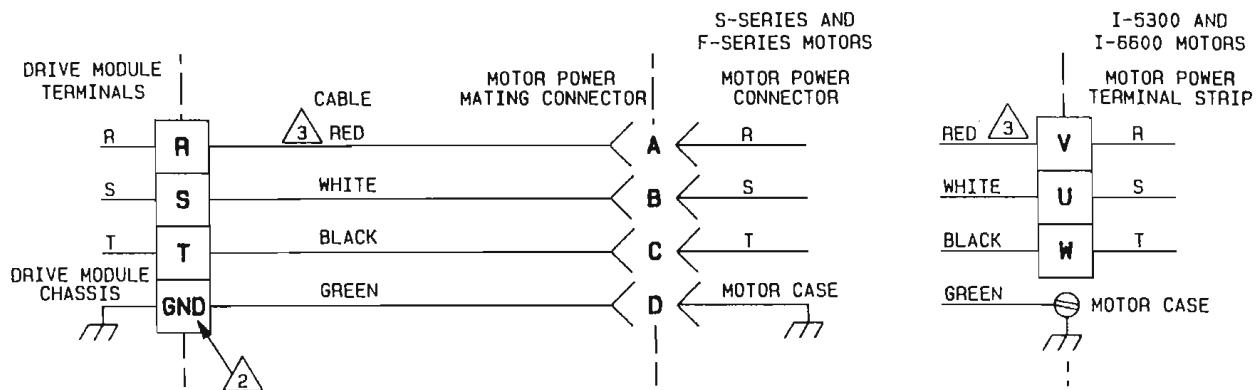 S-SERIES AND
F-SERIES MOTORS
I-5300 AND
I-6600 MOTORS
DRIVE MODULE
TERMINALS
MOTOR POWER
MATING CONNECTOR
MOTOR POWER
CONNECTOR
MOTOR POWER
TERMINAL STRIP
CABLE
R R 3 RED A R RED 3 V R
S S WHITE B S WHITE U S
T T BLACK C T BLACK W T
DRIVE MODULE
CHASSIS
GND GREEN D MOTOR CASE GREEN MOTOR CASE
2